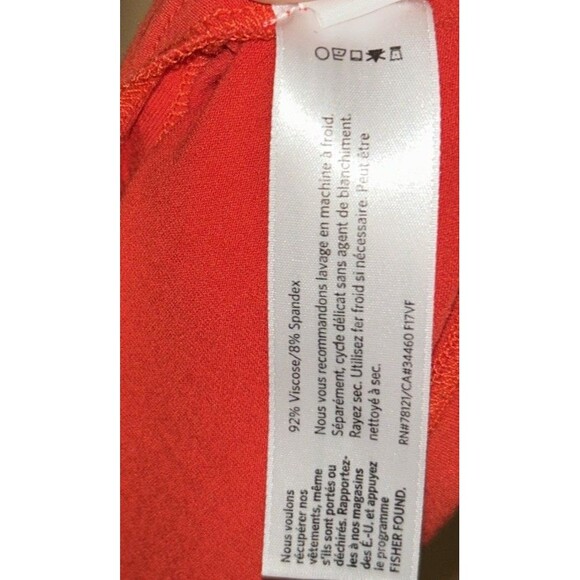 92% Viscose/8% Spandex
Nous vous recommandons lavage en machine à froid.
Séparément, cycle délicat sans agent de blanchiment.
Rayez sec. Utilisez fer froid si nécessaire. Peut être
nettoyé à sec.
RN#78121/CA#34460 F17VF
Nous voulons
récupérer nos
vêtements, même
s'ils sont portés ou
déchirés. Rapportez-
les à nos magasins
des É.-U. et appuyez
le programme
FISHER FOUND.